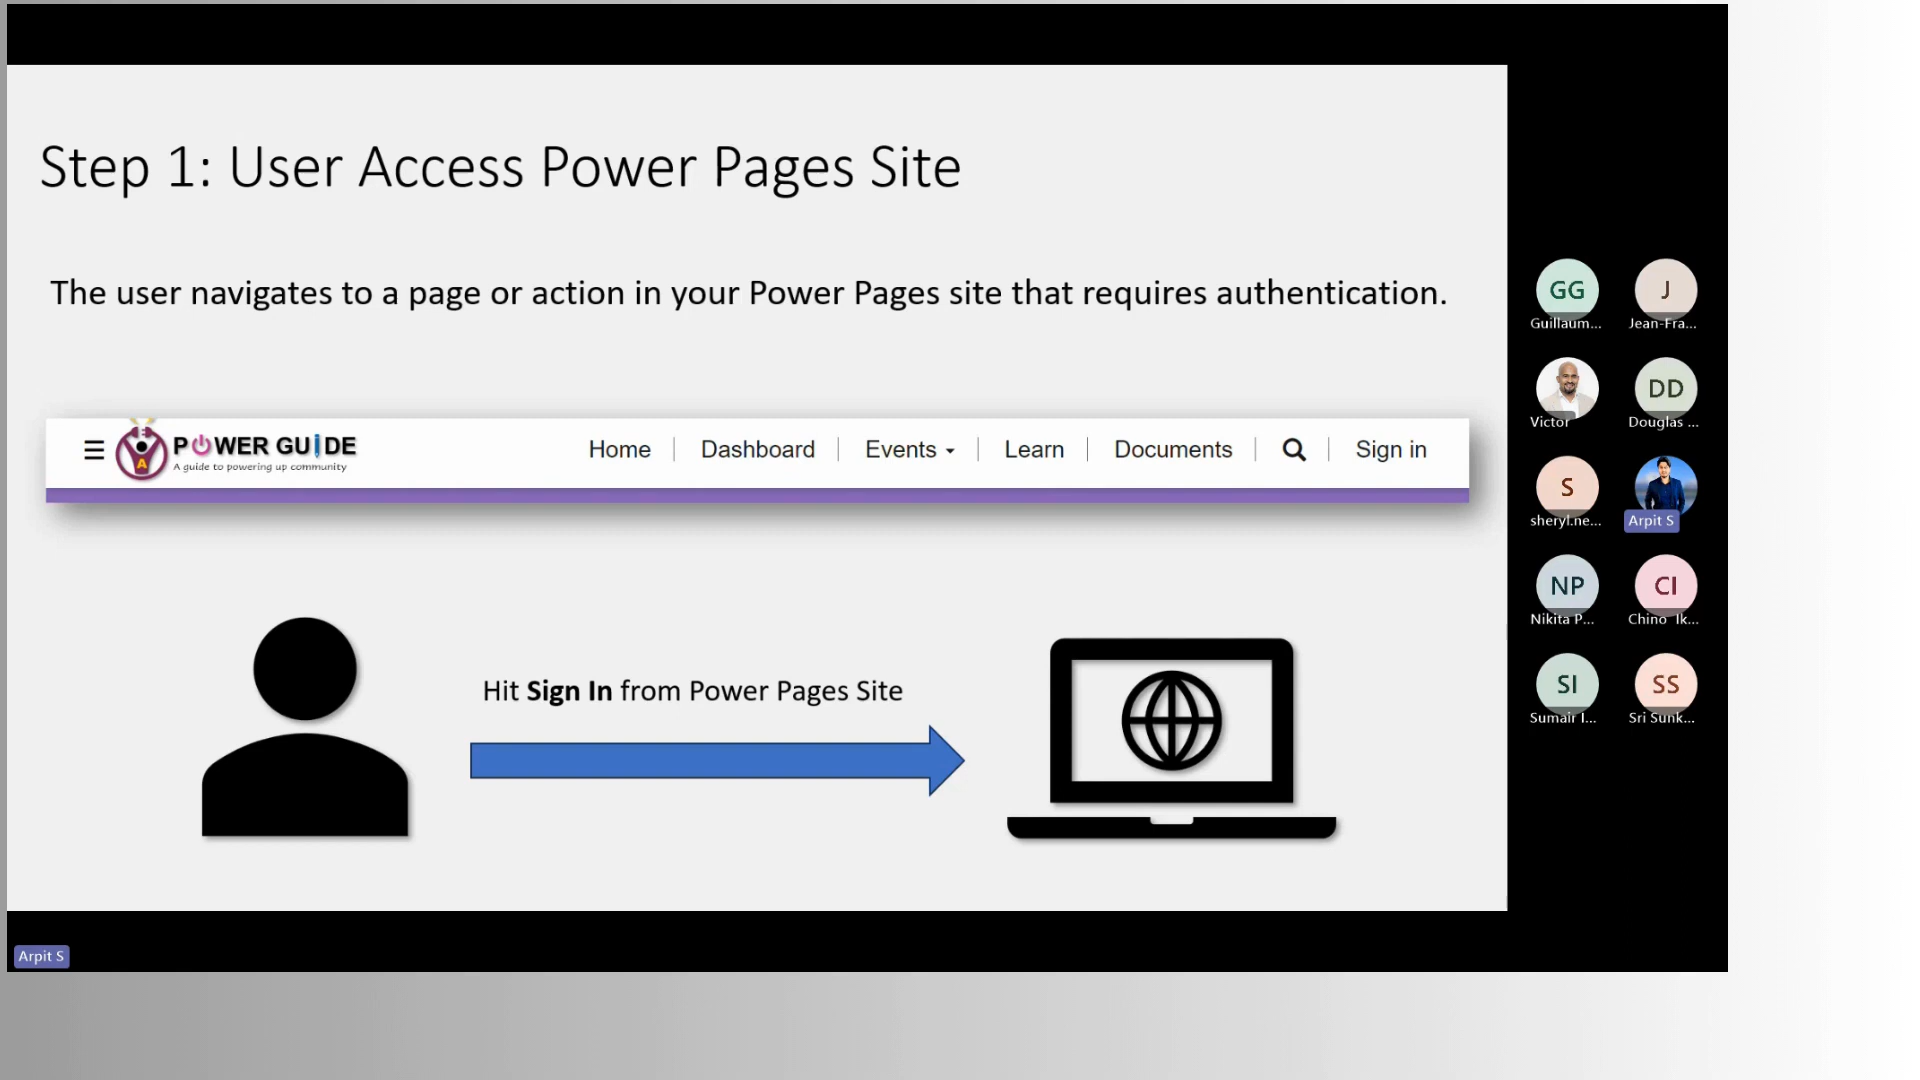 Step 1: User Access Power Pages Site
The user navigates to a page or action in your Power Pages site that requires authentication.
A
POWER GUIDE
A guide to powering up community
Home
Dashboard
Events
Learn
Documents
Sign in
Hit Sign In from Power Pages Site
GG
Guillaum...
J
Jean-Fra...
Victor
DD
Douglas ...
S
sheryl.ne...
Arpit S
NP
Nikita P...
CI
Chino Ik...
SI
Sumair I...
SS
Sri Sunk...
Arpit S